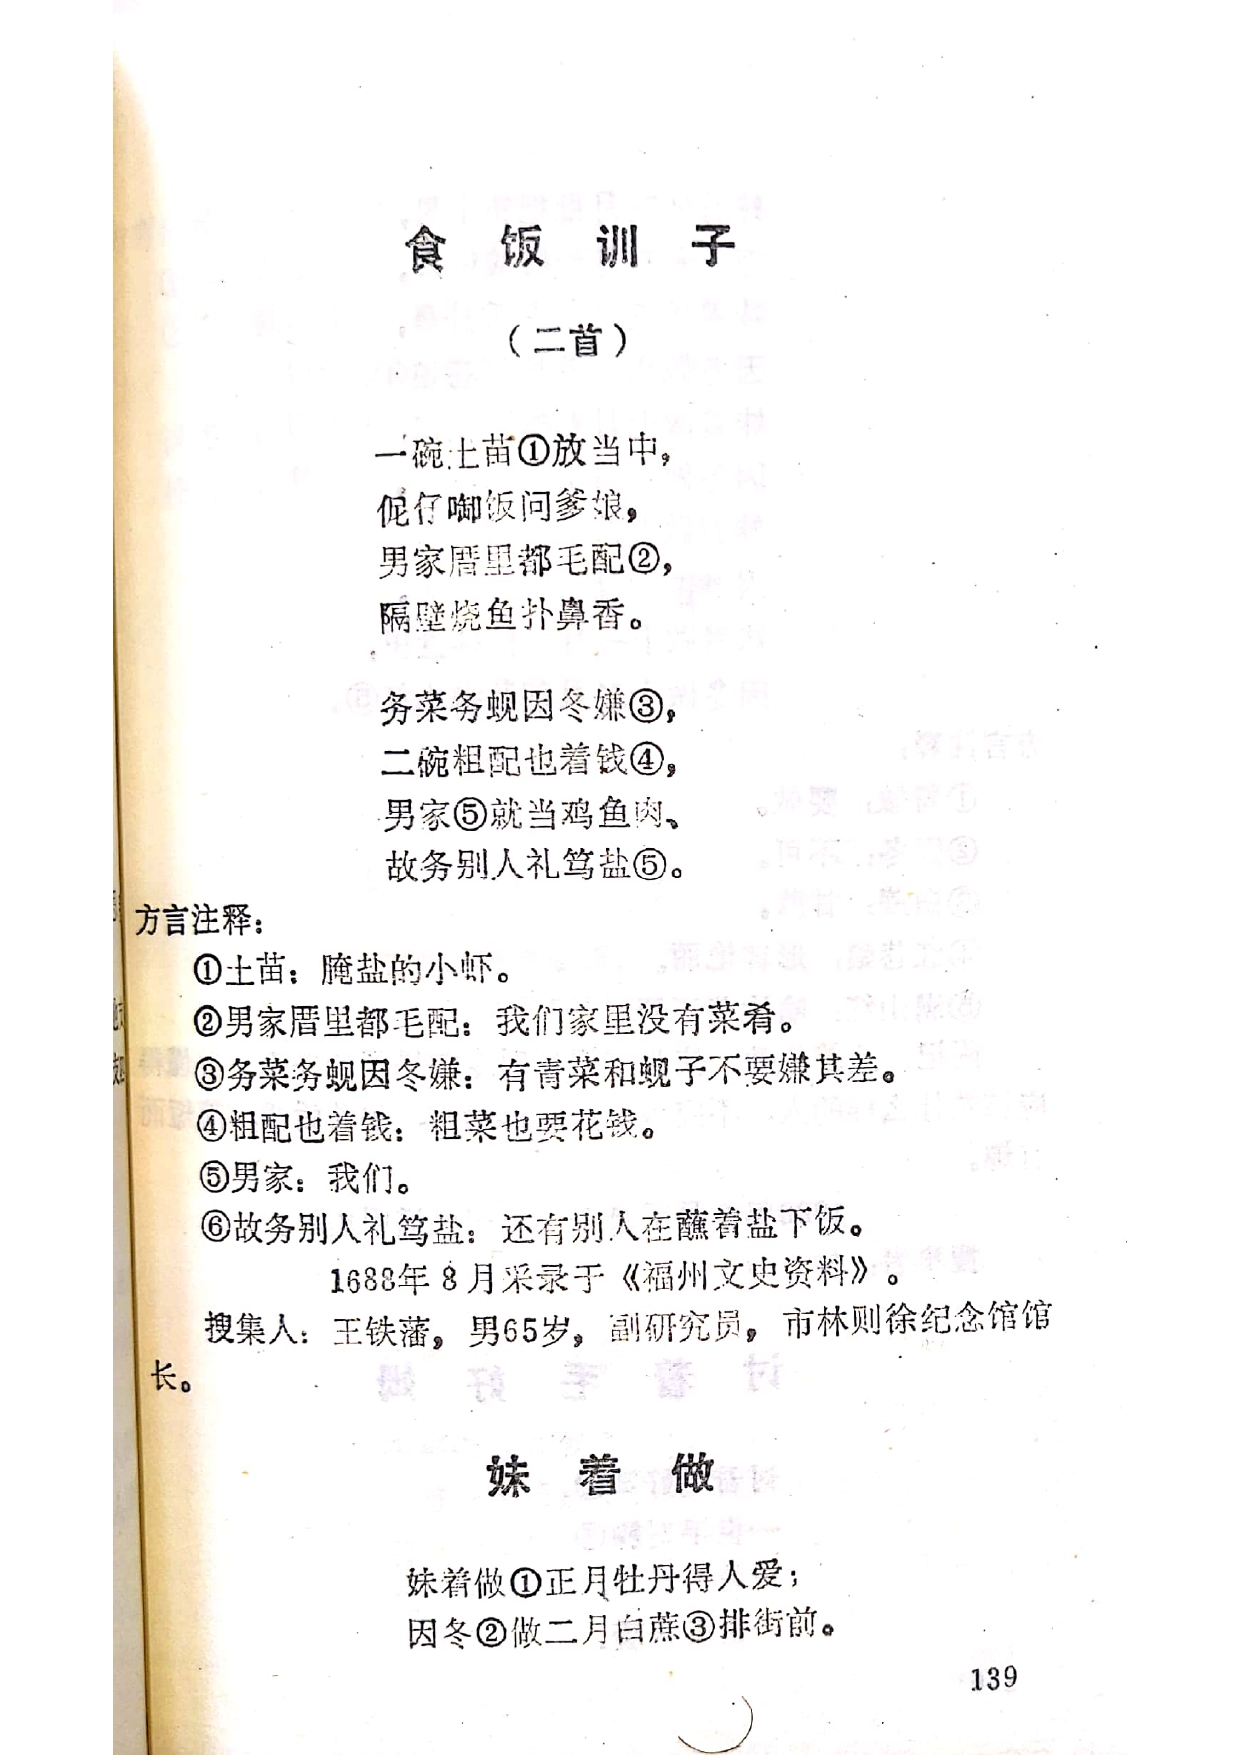 食饭训子
（二首）
一碗土苗①放当中，
伲仔啣饭问爹娘，
男家厝里都毛配②，
隔壁烧鱼扑鼻香。
务菜务蚬因冬嫌③，
二碗粗配也着钱④，
男家⑤就当鸡鱼肉、
故务别人礼笃盐⑤。
方言注释：
①土苗：腌盐的小虾。
②男家厝里都毛配：我们家里没有菜肴。
③务菜务蚬因冬嫌：有青菜和蚬子不要嫌其差。
④粗配也着钱：粗菜也要花钱。
⑤男家：我们。
⑥故务别人礼笃盐：还有别人在蘸着盐下饭。
1688年8月采录于《福州文史资料》。
搜集人：王铁藩，男65岁，副研究员，市林则徐纪念馆馆
长。
妹着做
妹着做①正月牡丹得人爱；
因冬②做二月白蔗③排街前。
139